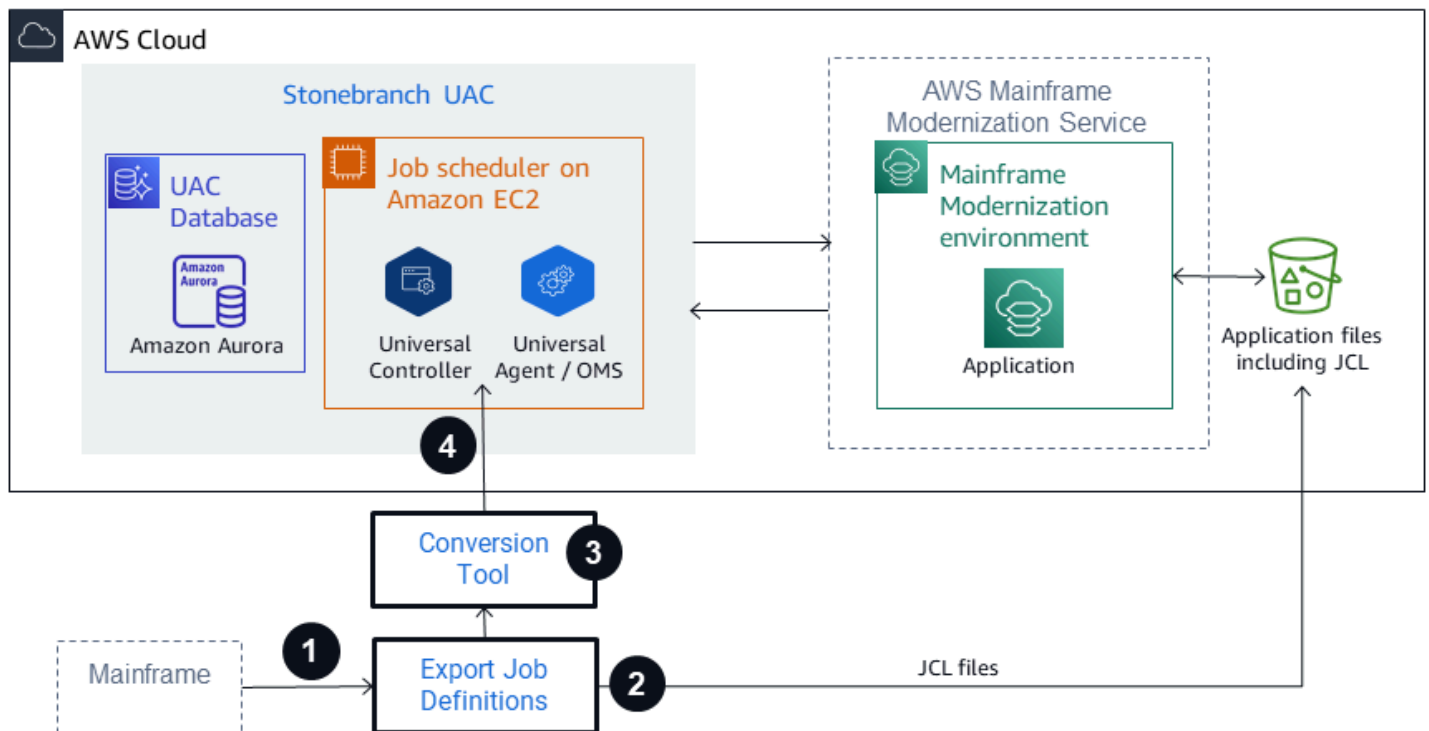 AWS Cloud
Stonebranch UAC
UAC
Database
Amazon
Aurora
Amazon Aurora
Job scheduler on
Amazon EC2
Universal
Controller
Universal
Agent / OMS
AWS Mainframe
Modernization Service
Mainframe
Modernization
environment
Application
Application files
including JCL
4
Conversion
Tool
3
Mainframe
1
Export Job
Definitions
2
JCL files